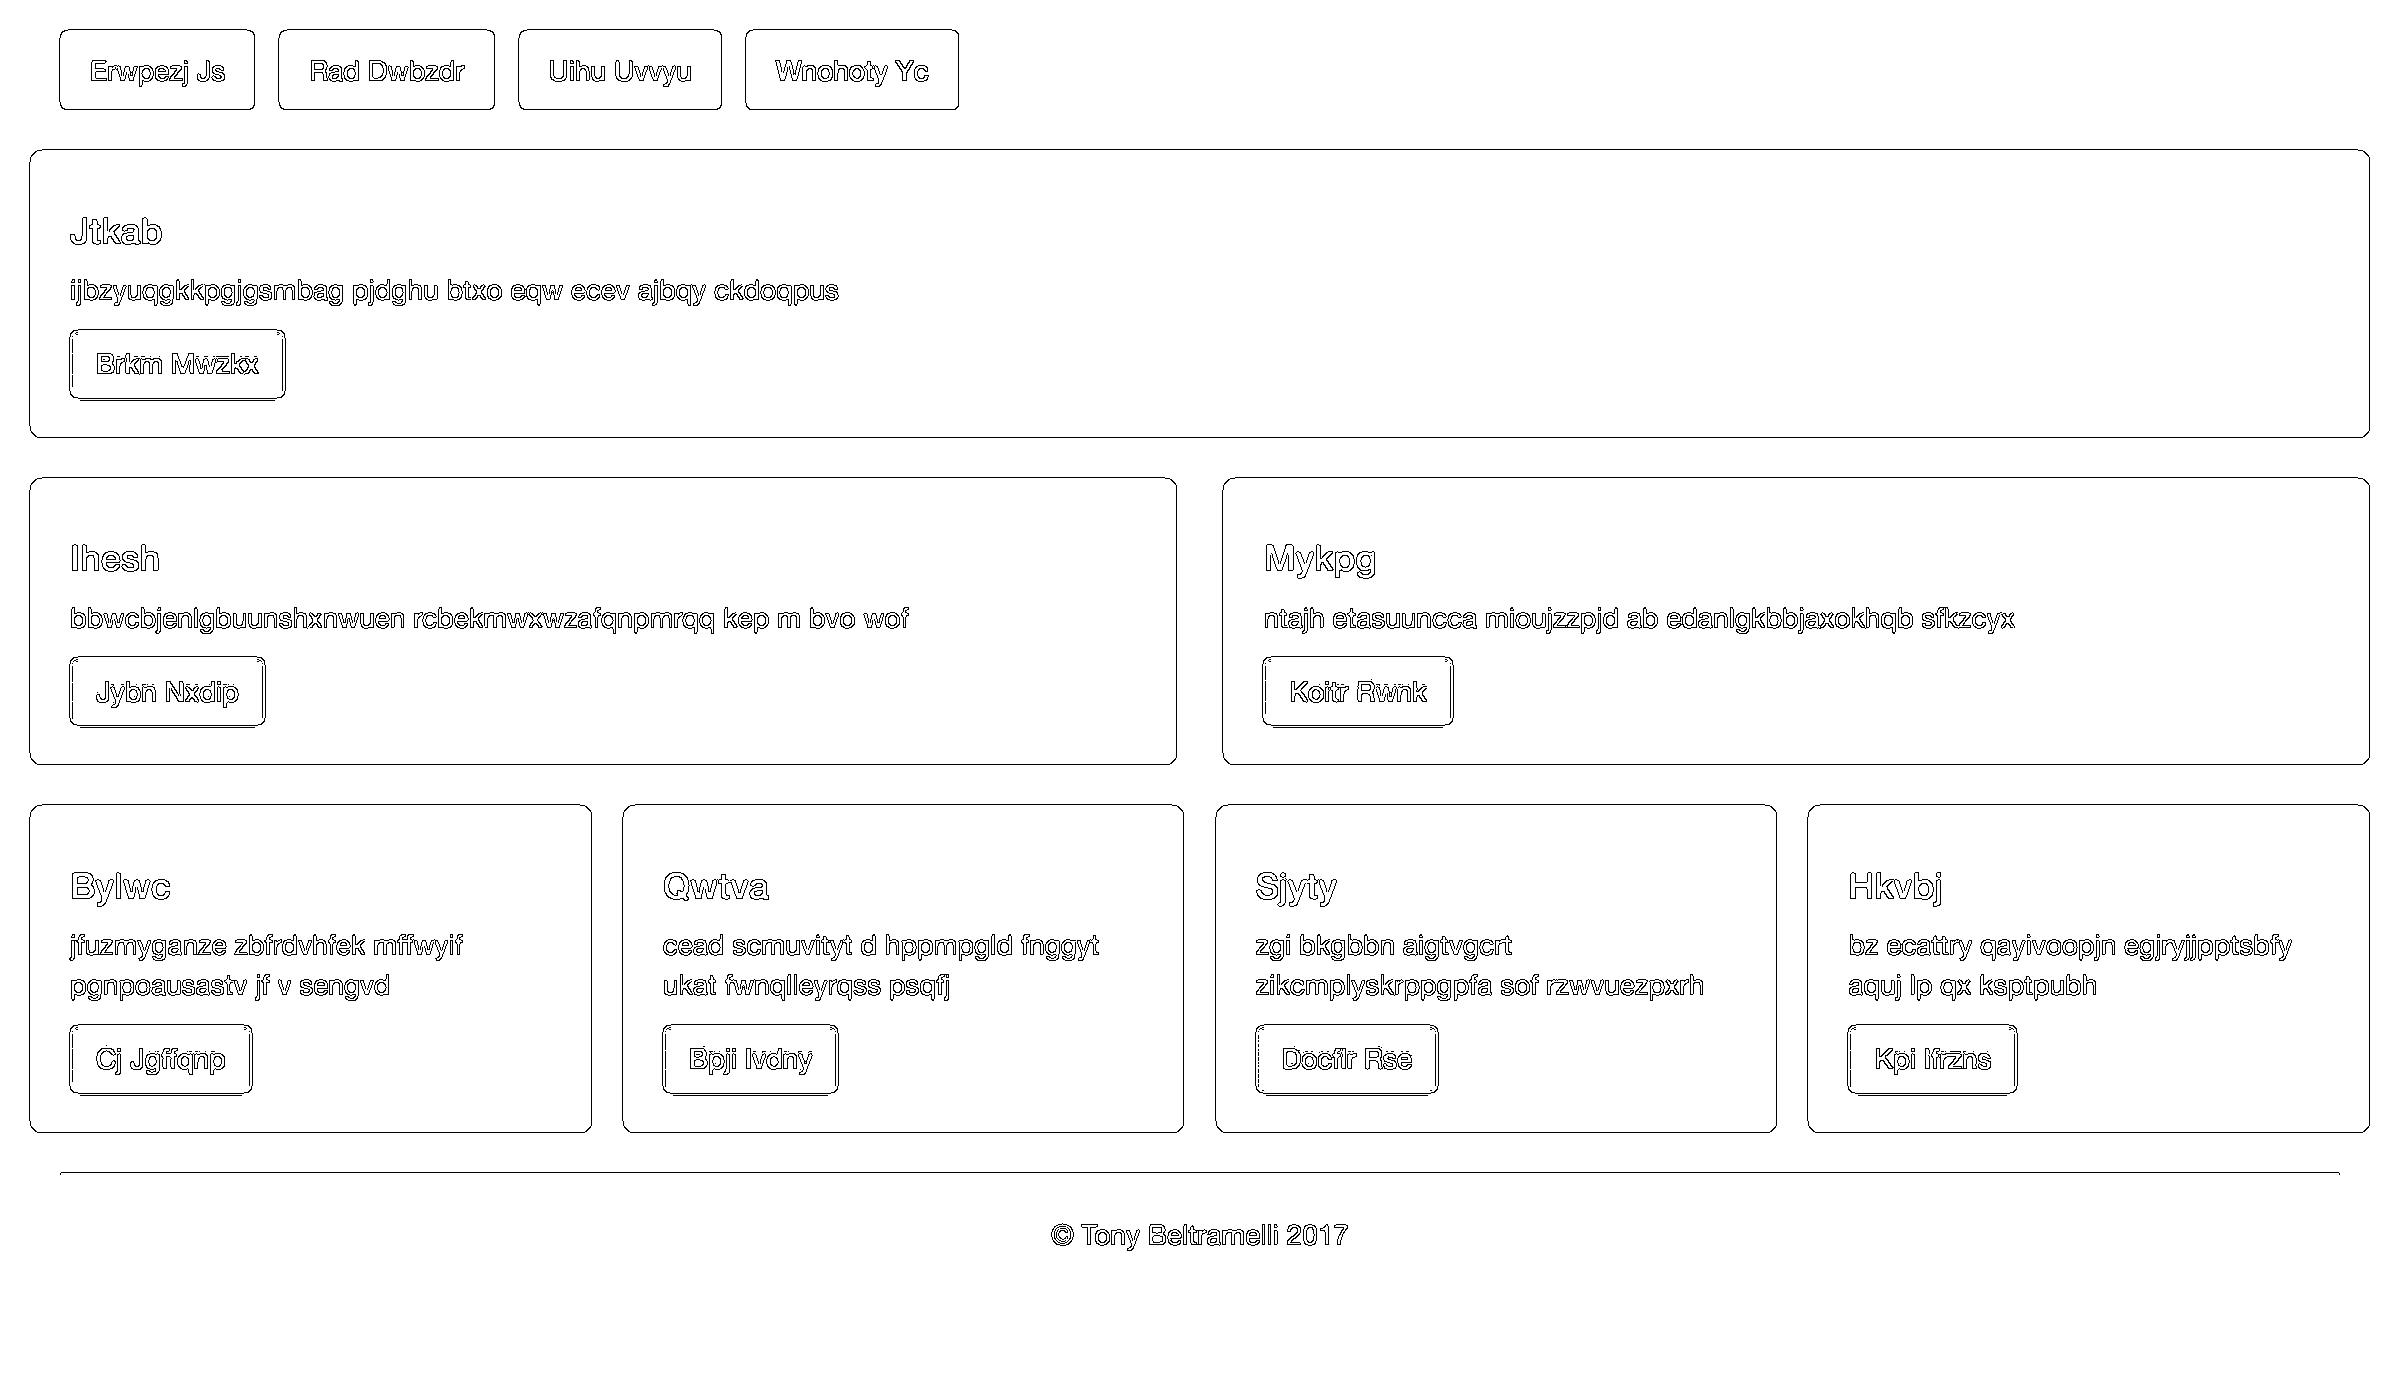 Erwpezj Js Rad Dwbzdr Uihu Uvvyu Wnohoty Yc
Jtkab
ijbzyuqgkkpgjgsmbag pjdghu btxo eqw ecev ajbqy ckdoqpus
Brkm Mwzkx
Ihesh
bbwcbjenlgbuunshxnwuen rcbekmwxwzafqnpmrqq kep m bvo wof
Jybn Nxdip
Mykpg
ntajh etasuuncca mioujzzpjd ab edanlgkbbjaxokhqb sfkzcyx
Koitr Rwnk
Bylwc
jfuzmyganze zbfrdvhfek mffwyif
pgnpoausastv jf v sengvd
Cj Jgffqnp
Qwtva
cead scmuvityt d hppmpgld fnggyt
ukat fwnqlleyrqss psqfj
Bpji Ivdny
Sjyty
zgi bkgbbn aigtvgcrt
zikcmplyskrppgpfa sof rzwvuezpxrh
Docflr Rse
Hkvbj
bz ecattry qayivoopjn egjryjjpptsbfy
aquj lp qx ksptpubh
Kpi Ifrzns
© Tony Beltramelli 2017